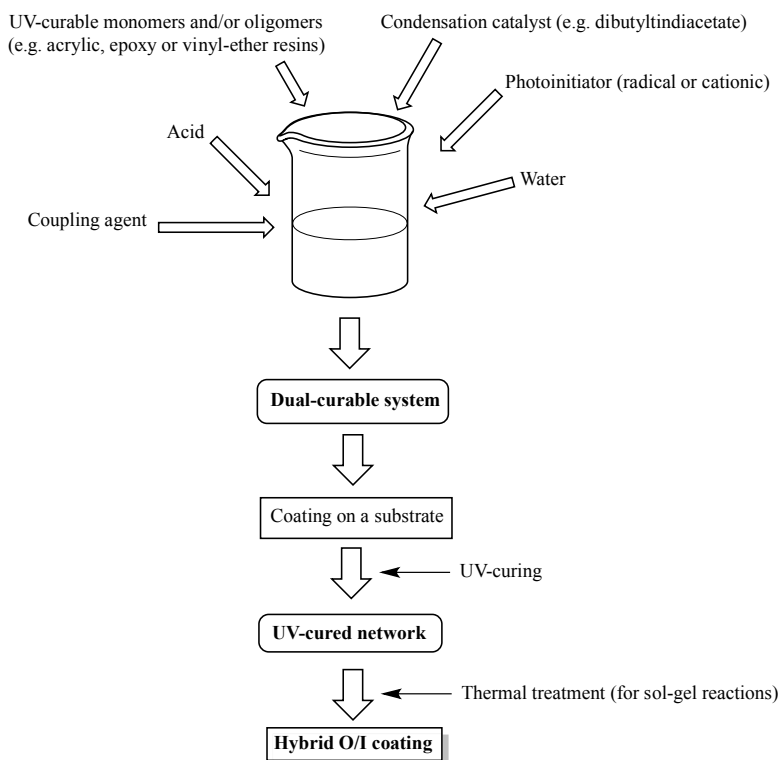 UV-curable monomers and/or oligomers
(e.g. acrylic, epoxy or vinyl-ether resins)
Condensation catalyst (e.g. dibutyltindiacetate)
Photoinitiator (radical or cationic)
Acid
Water
Coupling agent
Dual-curable system
Coating on a substrate
UV-curing
UV-cured network
Thermal treatment (for sol-gel reactions)
Hybrid O/I coating